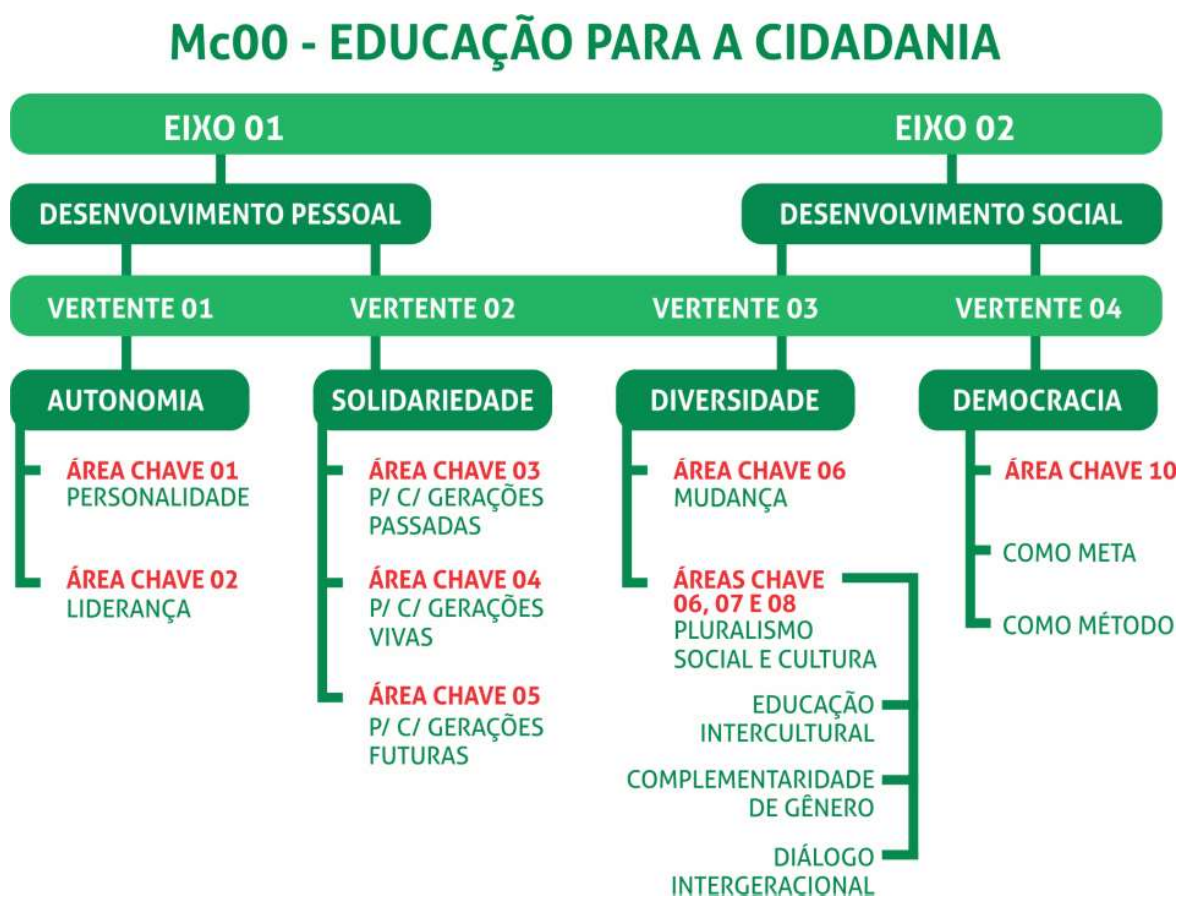 Mc00 - EDUCAÇÃO PARA A CIDADANIA
EIXO 01
EIXO 02
DESENVOLVIMENTO PESSOAL
DESENVOLVIMENTO SOCIAL
VERTENTE 01
VERTENTE 02
VERTENTE 03
VERTENTE 04
AUTONOMIA
SOLIDARIEDADE
DIVERSIDADE
DEMOCRACIA
ÁREA CHAVE 01
PERSONALIDADE
ÁREA CHAVE 02
LIDERANÇA
ÁREA CHAVE 03
P/ C/ GERAÇÕES
PASSADAS
ÁREA CHAVE 04
P/ C/ GERAÇÕES
VIVAS
ÁREA CHAVE 05
P/ C/ GERAÇÕES
FUTURAS
ÁREA CHAVE 06
MUDANÇA
ÁREAS CHAVE
06, 07 E 08
PLURALISMO
SOCIAL E CULTURA
EDUCAÇÃO
INTERCULTURAL
COMPLEMENTARIDADE
DE GÊNERO
DIÁLOGO
INTERGERACIONAL
ÁREA CHAVE 10
COMO META
COMO MÉTODO